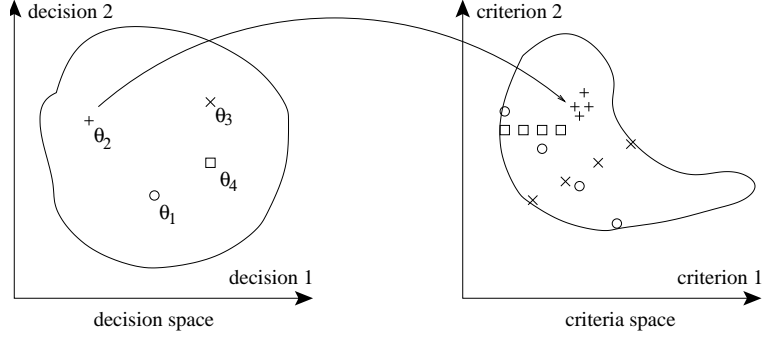 decision 2
criterion 2
θ3
θ2
θ4
θ1
decision 1
criterion 1
decision space
criteria space